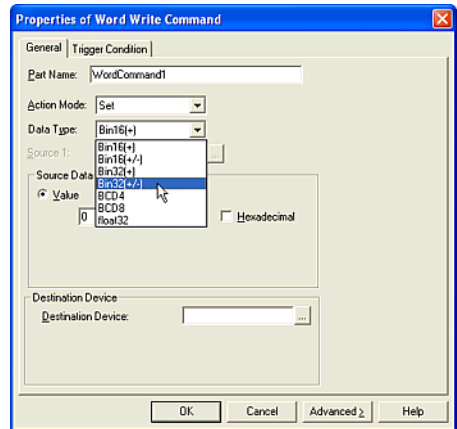 Properties of Word Write Command
General
Trigger Condition
Part Name: WordCommand1
Action Mode: Set
Data Type: Bin16(+)
Bin16(+)
Source 1: Bin16(+/-) ...
Bin32(+)
Source Data Bin32(+/-)
Value BCD4
BCD8
0 float32 Hexadecimal
Destination Device
Destination Device: ...
OK Cancel Advanced > Help